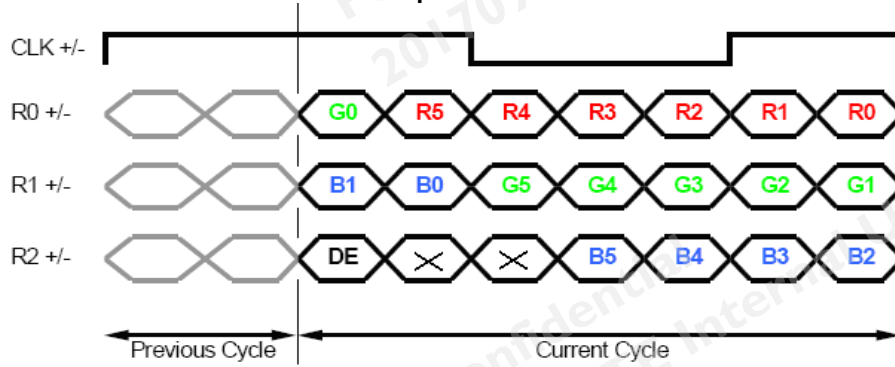 CLK +/-
R0 +/- G0 R5 R4 R3 R2 R1 R0
R1 +/- B1 B0 G5 G4 G3 G2 G1
R2 +/- DE B5 B4 B3 B2
Previous Cycle Current Cycle